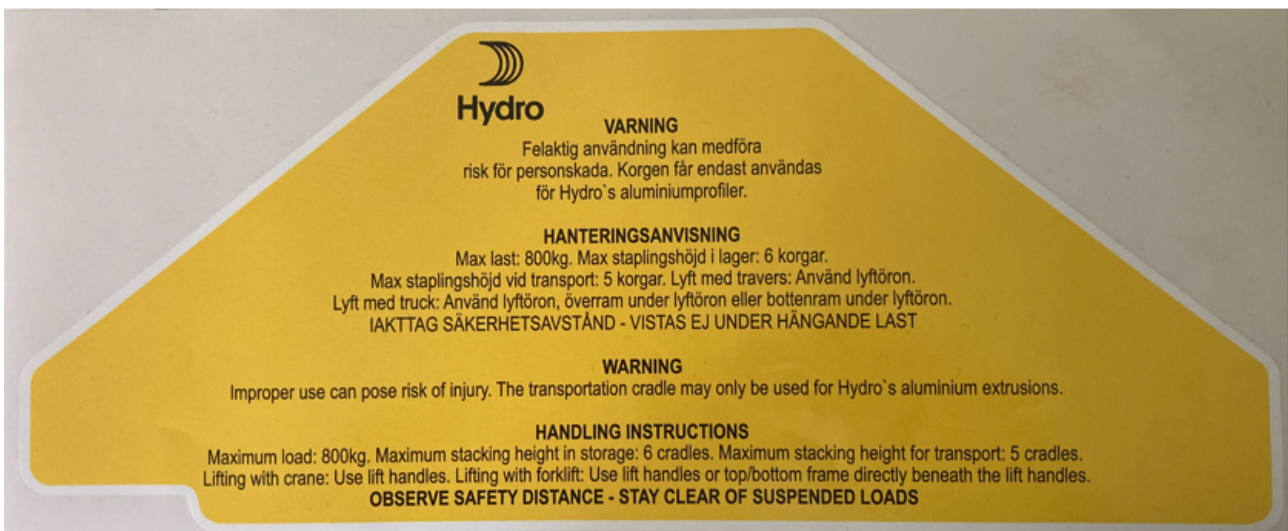 Hydro
VARNING
Felaktig användning kan medföra
risk för personskada. Korgen får endast användas
för Hydro`s aluminiumprofiler.
HANTERINGSANVISNING
Max last: 800kg. Max staplingshöjd i lager: 6 korgar.
Max staplingshöjd vid transport: 5 korgar. Lyft med travers: Använd lyftöron.
Lyft med truck: Använd lyftöron, överram under lyftöron eller bottenram under lyftöron.
IAKTTAG SÄKERHETSAVSTÅND - VISTAS EJ UNDER HÄNGANDE LAST
WARNING
Improper use can pose risk of injury. The transportation cradle may only be used for Hydro`s aluminium extrusions.
HANDLING INSTRUCTIONS
Maximum load: 800kg. Maximum stacking height in storage: 6 cradles. Maximum stacking height for transport: 5 cradles.
Lifting with crane: Use lift handles. Lifting with forklift: Use lift handles or top/bottom frame directly beneath the lift handles.
OBSERVE SAFETY DISTANCE - STAY CLEAR OF SUSPENDED LOADS